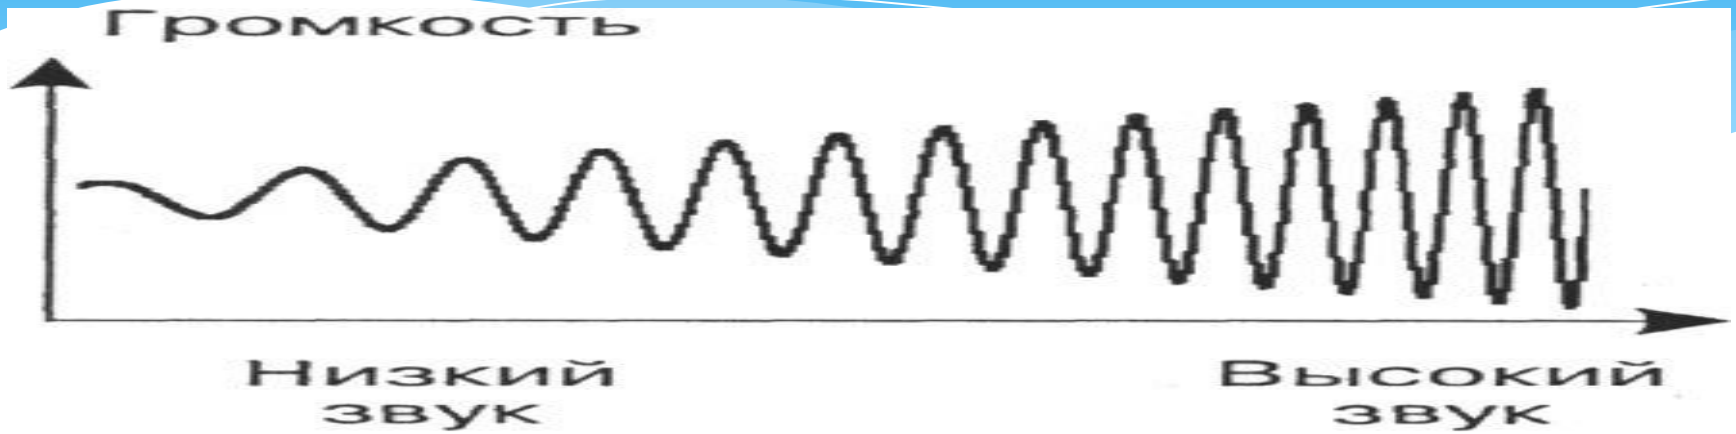 Громкость
Низкий
звук
Высокий
звук